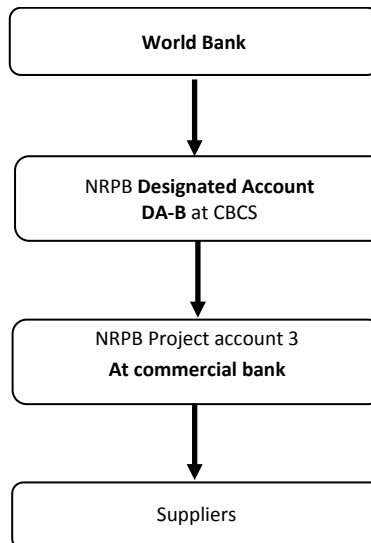 World Bank
NRPB Designated Account
DA-B at CBCS
NRPB Project account 3
At commercial bank
Suppliers